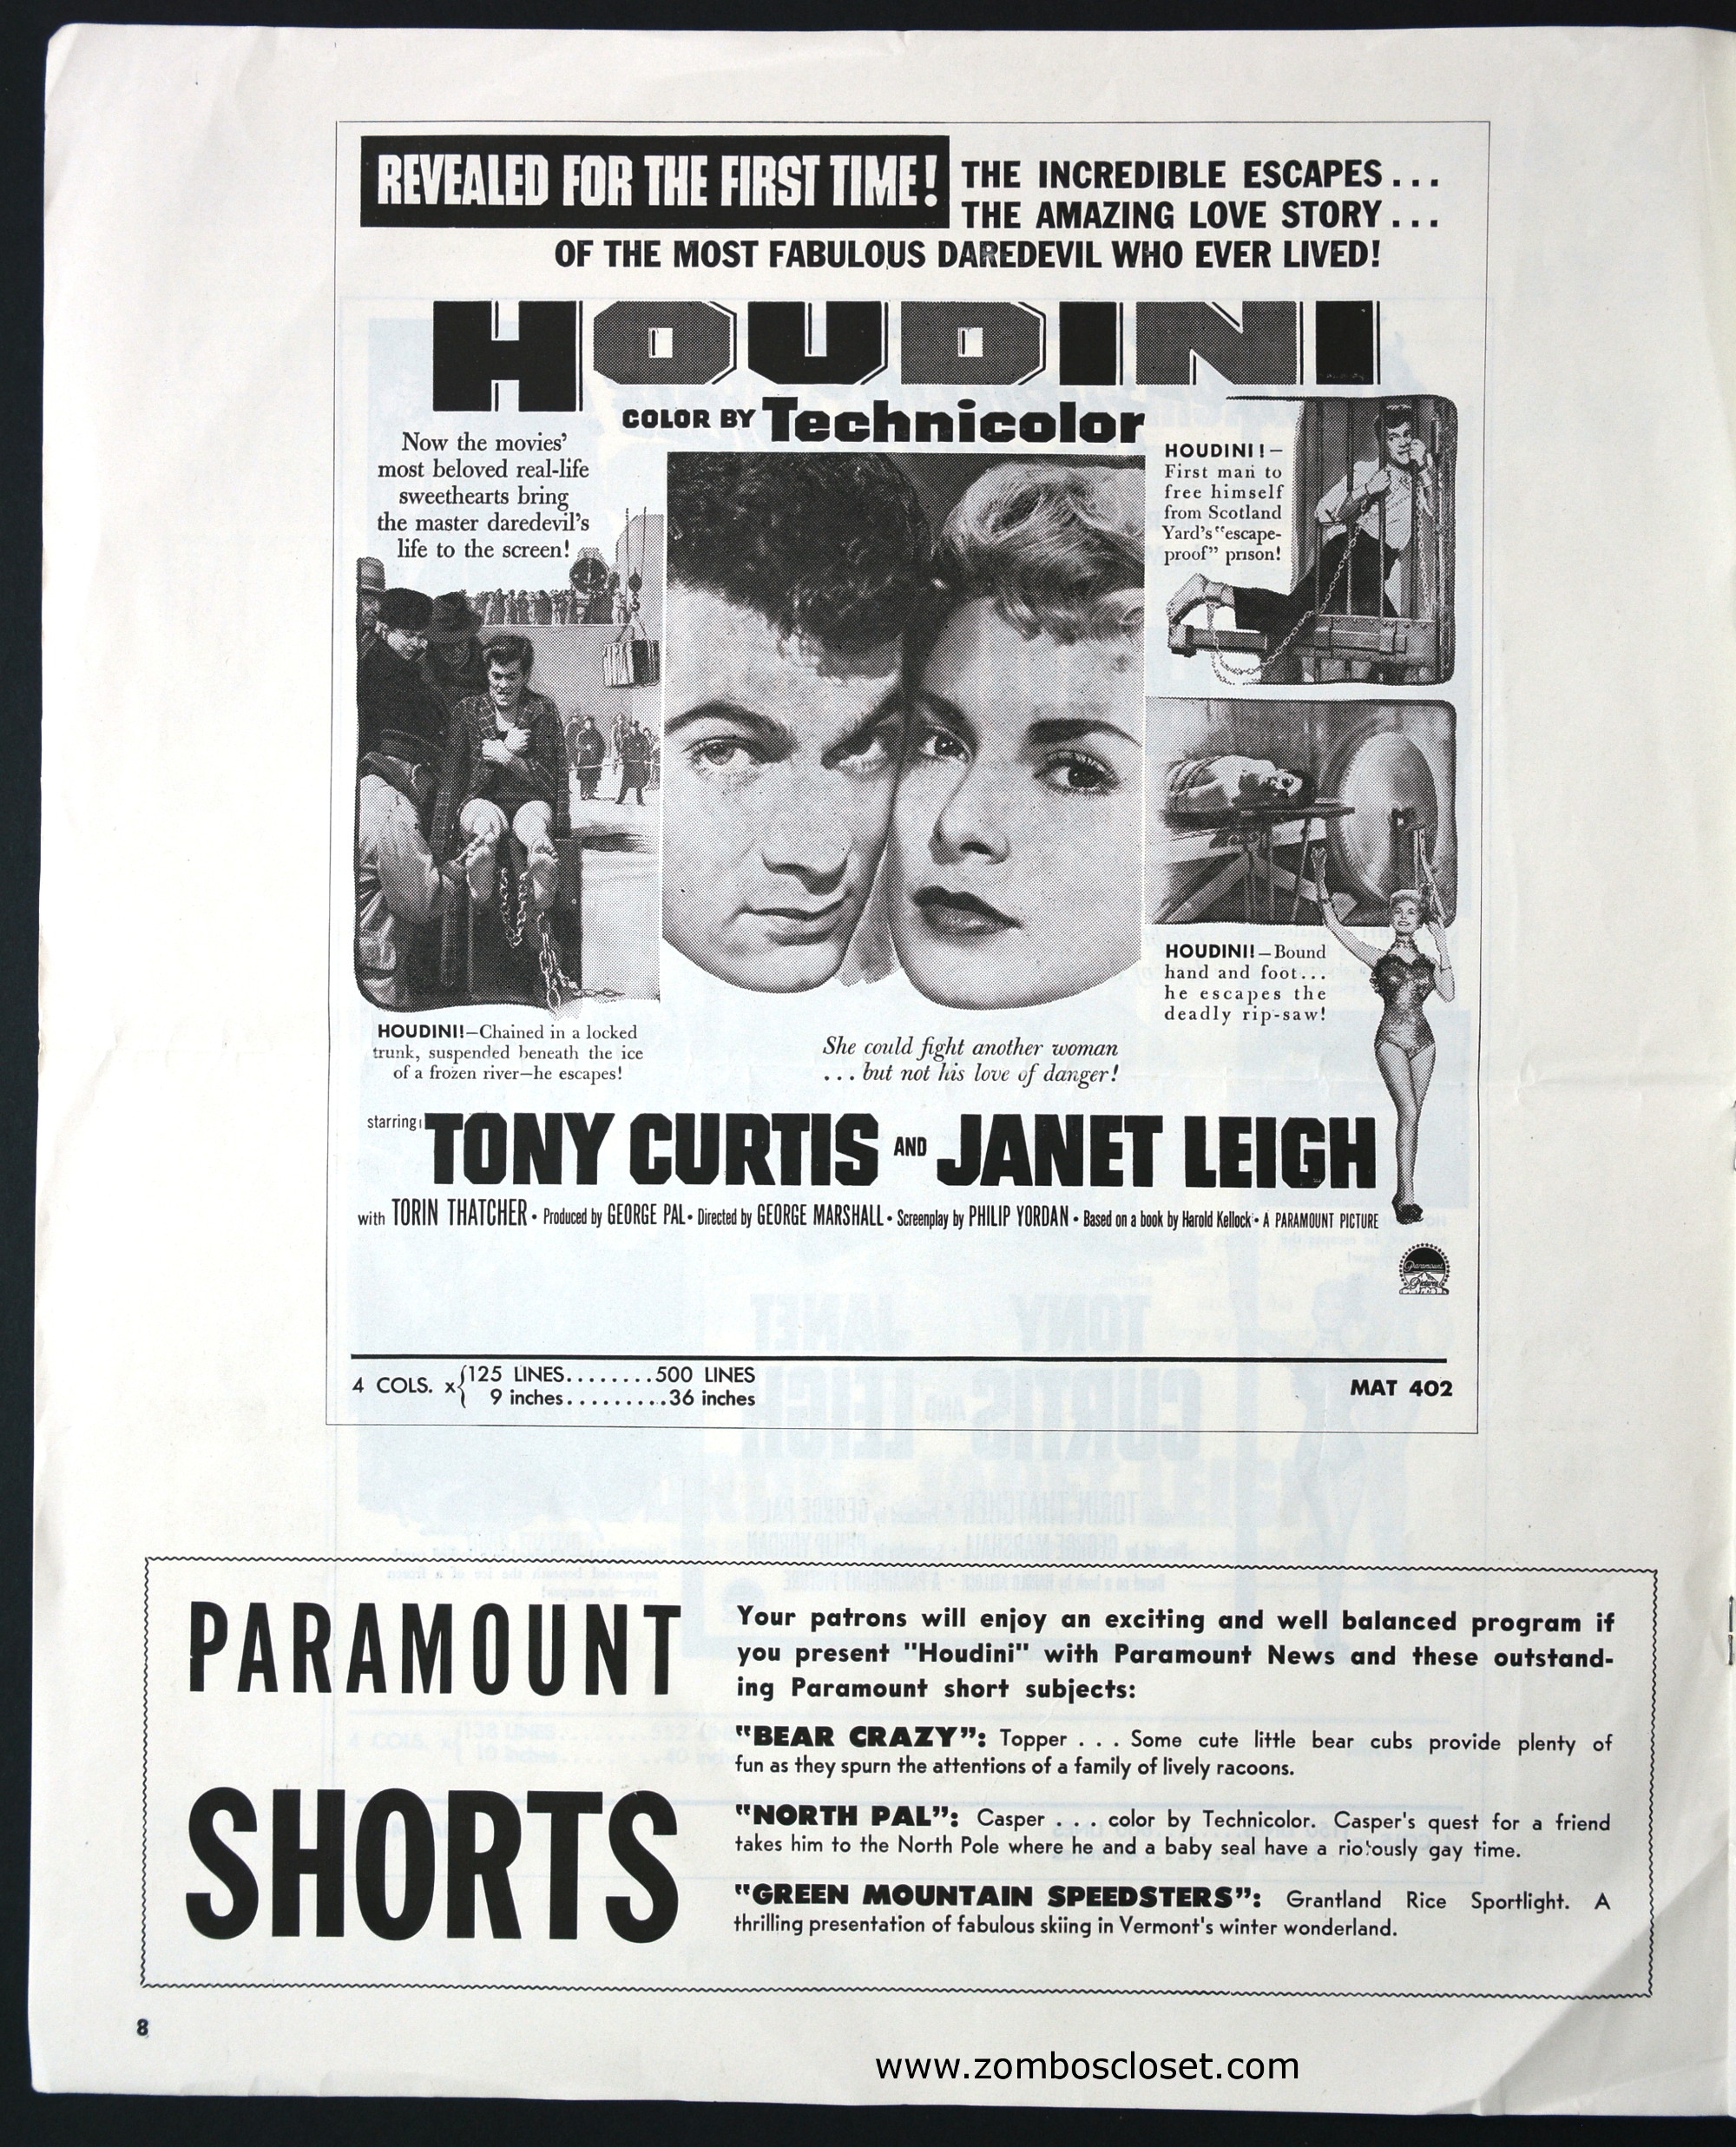 REVEALED FOR THE FIRST TIME!
THE INCREDIBLE ESCAPES...
THE AMAZING LOVE STORY...
OF THE MOST FABULOUS DAREDEVIL WHO EVER LIVED!
HOUDINI
COLOR BY Technicolor
Now the movies'
most beloved real-life
sweethearts bring
the master daredevil's
life to the screen!
HOUDINI!—
First man to
free himself
from Scotland
Yard's "escape-
proof" prison!
HOUDINI!—Bound
hand and foot...
he escapes the
deadly rip-saw!
HOUDINI!—Chained in a locked
trunk, suspended beneath the ice
of a frozen river—he escapes!
She could fight another woman
...but not his love of danger!
starring TONY CURTIS AND JANET LEIGH
with TORIN THATCHER • Produced by GEORGE PAL • Directed by GEORGE MARSHALL • Screenplay by PHILIP YORDAN • Based on a book by Harold Kellock • A PARAMOUNT PICTURE
Paramount
Pictures
4 COLS. x { 125 LINES........500 LINES
9 inches.........36 inches
MAT 402
PARAMOUNT
SHORTS
Your patrons will enjoy an exciting and well balanced program if
you present "Houdini" with Paramount News and these outstand-
ing Paramount short subjects:
"BEAR CRAZY": Topper . . . Some cute little bear cubs provide plenty of
fun as they spurn the attentions of a family of lively racoons.
"NORTH PAL": Casper . . . color by Technicolor. Casper's quest for a friend
takes him to the North Pole where he and a baby seal have a riotously gay time.
"GREEN MOUNTAIN SPEEDSTERS": Grantland Rice Sportlight. A
thrilling presentation of fabulous skiing in Vermont's winter wonderland.
8
www.zomboscloset.com